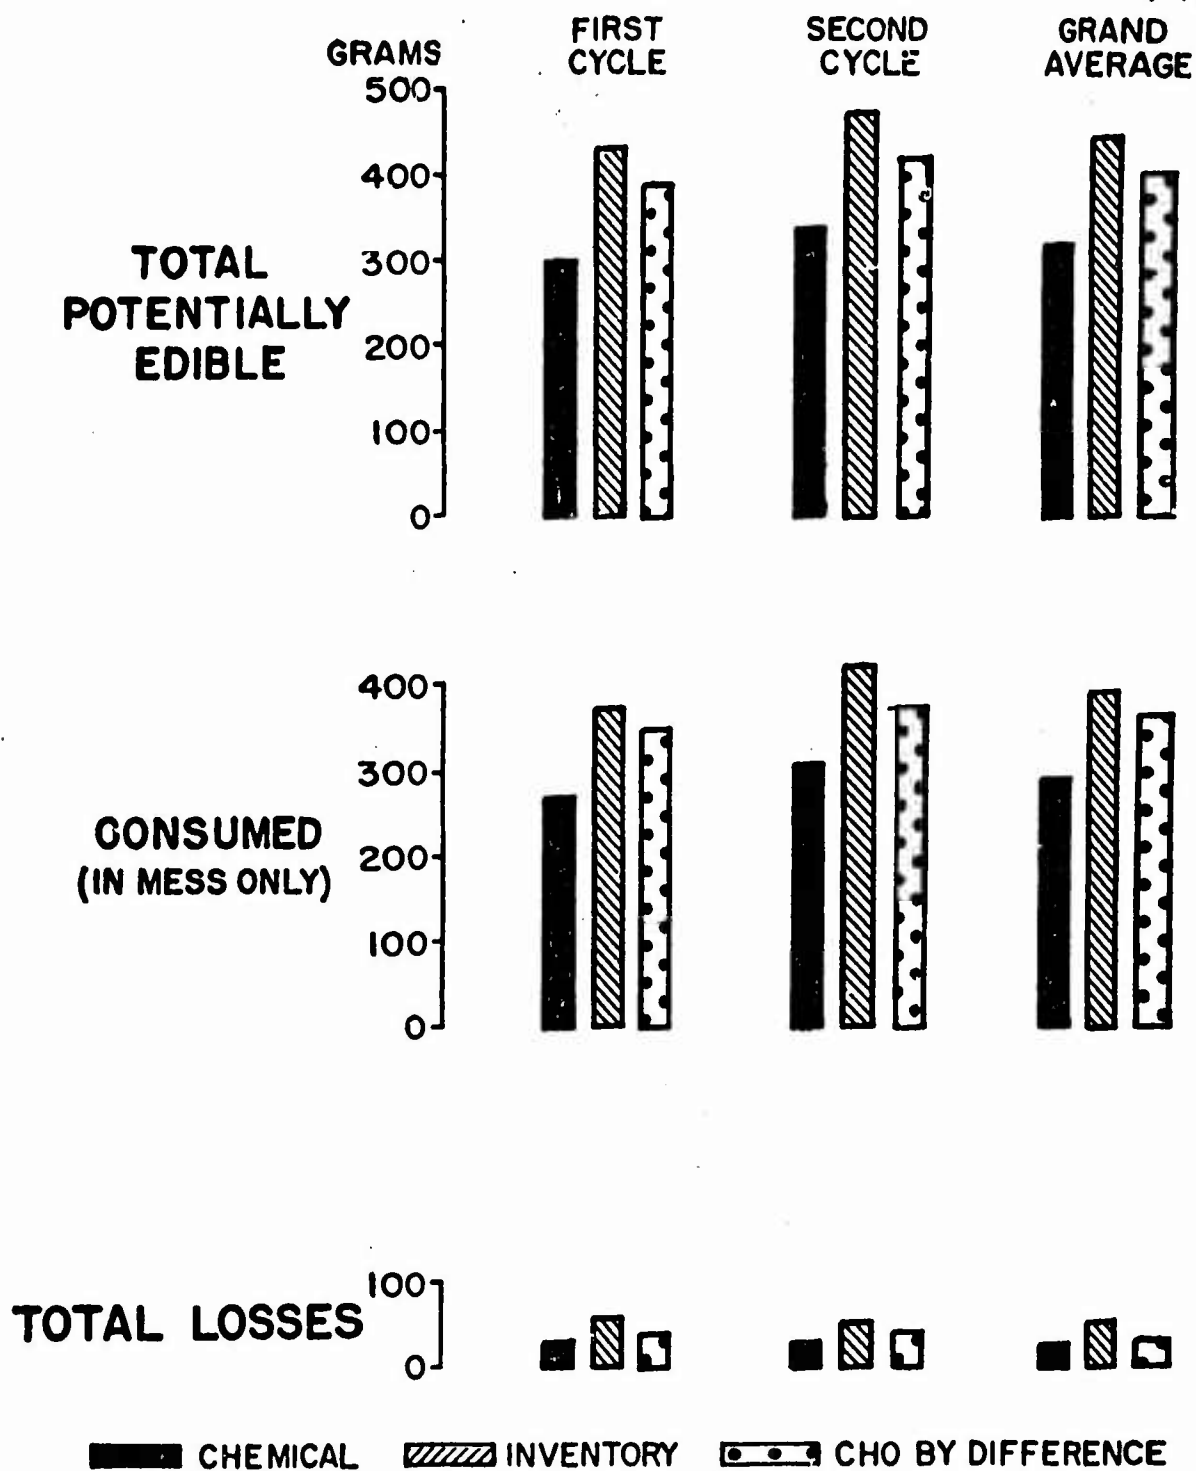 FIRST CYCLE
SECOND CYCLE
GRAND AVERAGE
GRAMS
500
400
300
200
100
0
TOTAL
POTENTIALLY
EDIBLE
400
300
200
100
0
CONSUMED
(IN MESS ONLY)
100
0
TOTAL LOSSES
CHEMICAL
INVENTORY
CHO BY DIFFERENCE